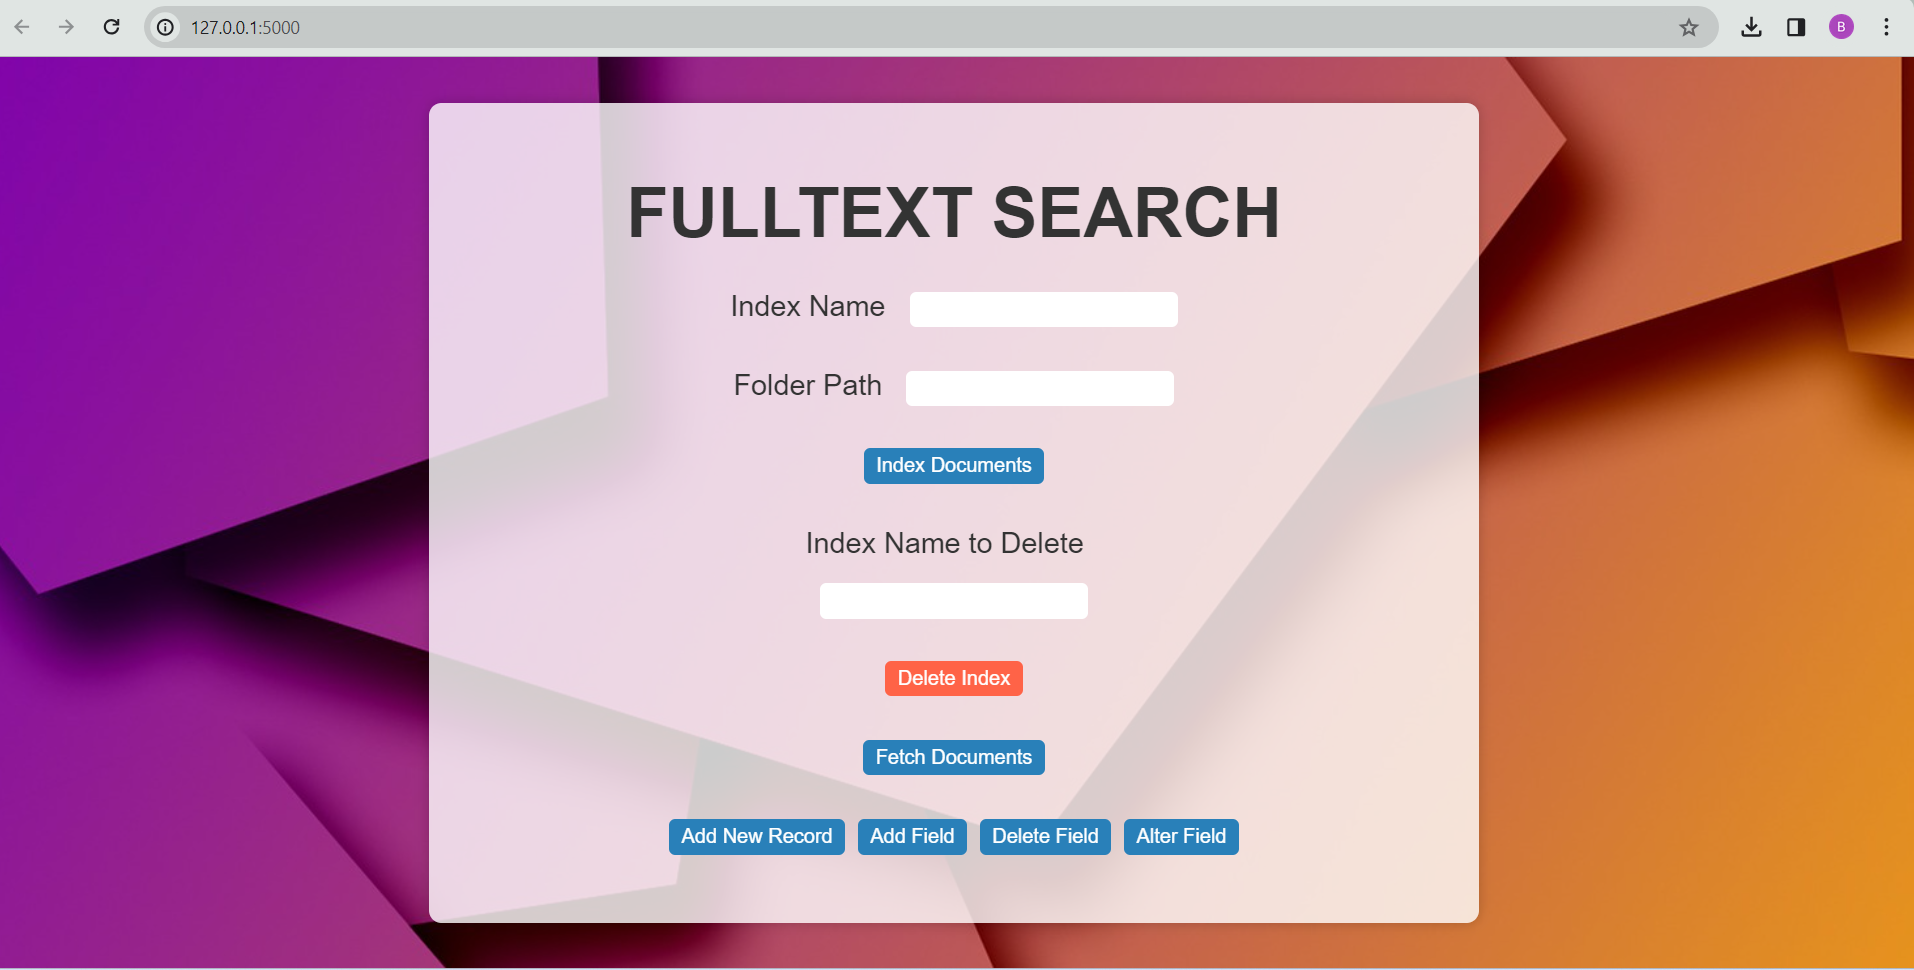 127.0.0.1:5000
B
FULLTEXT SEARCH
Index Name
Folder Path
Index Documents
Index Name to Delete
Delete Index
Fetch Documents
Add New Record Add Field Delete Field Alter Field